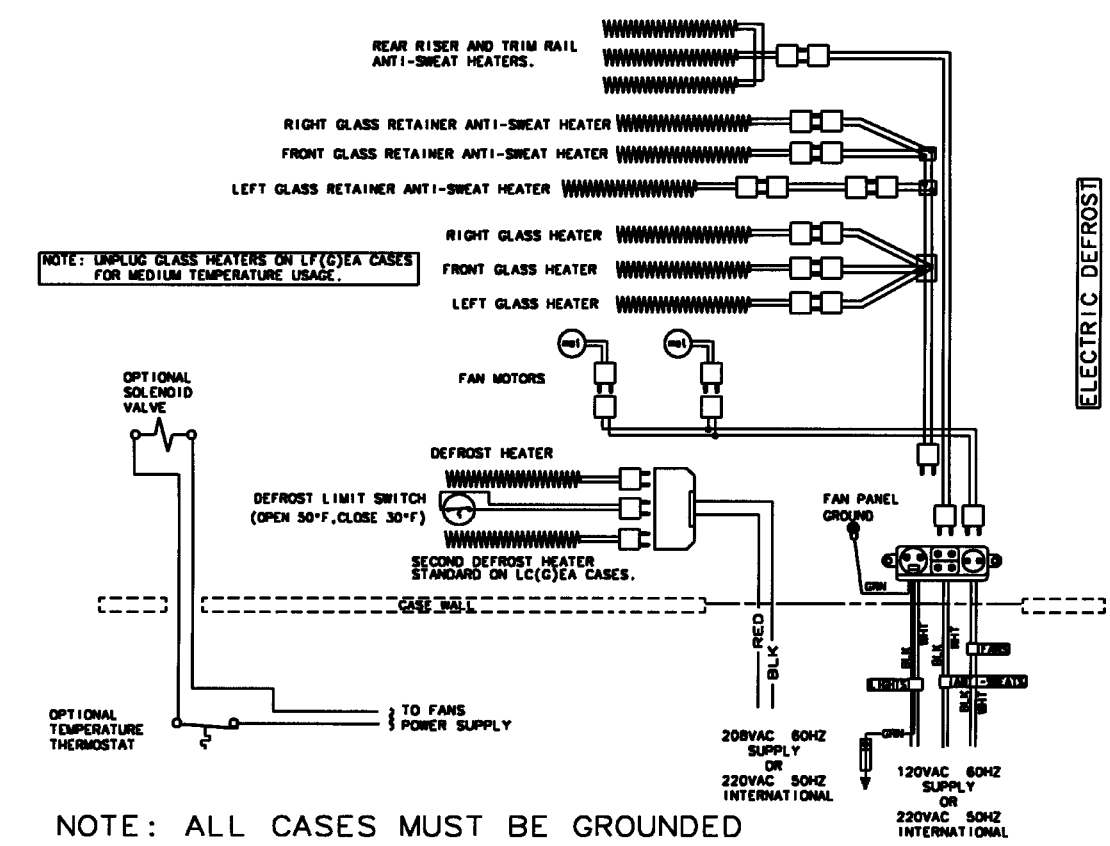 REAR RISER AND TRIM RAIL
ANTI-SWEAT HEATERS.
RIGHT GLASS RETAINER ANTI-SWEAT HEATER
FRONT GLASS RETAINER ANTI-SWEAT HEATER
LEFT GLASS RETAINER ANTI-SWEAT HEATER
RIGHT GLASS HEATER
NOTE: UNPLUG GLASS HEATERS ON LF(G)EA CASES
FOR MEDIUM TEMPERATURE USAGE.
FRONT GLASS HEATER
LEFT GLASS HEATER
ELECTRIC DEFROST
mot
mot
FAN MOTORS
OPTIONAL
SOLENOID
VALVE
DEFROST HEATER
DEFROST LIMIT SWITCH
(OPEN 50°F,CLOSE 30°F)
FAN PANEL
GROUND
SECOND DEFROST HEATER
STANDARD ON LC(G)EA CASES.
GRN
CASE WALL
RED
BLK
BLK
WHT
BLK
WHT
FANS
LIGHTS
ANTI-SWEATS
BLK
WHT
OPTIONAL
TEMPERATURE
THERMOSTAT
TO FANS
POWER SUPPLY
GRN
208VAC 60HZ
SUPPLY
OR
220VAC 50HZ
INTERNATIONAL
120VAC 60HZ
SUPPLY
OR
220VAC 50HZ
INTERNATIONAL
NOTE: ALL CASES MUST BE GROUNDED